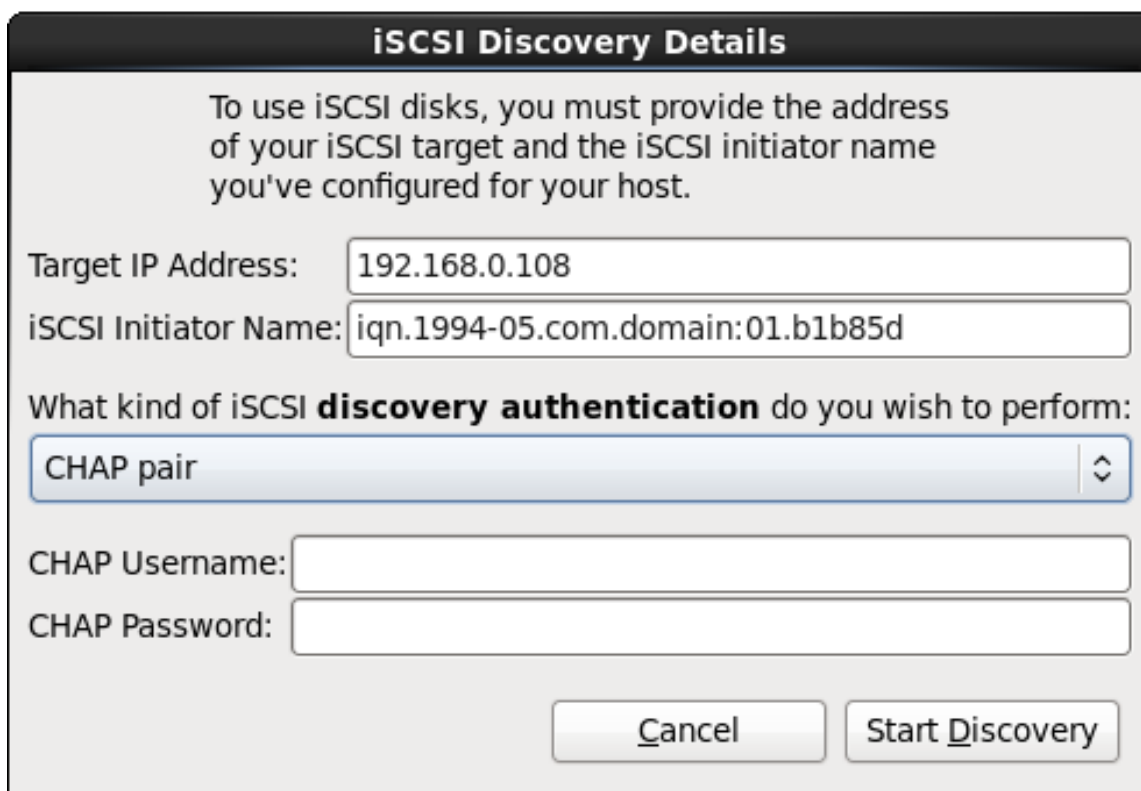 iSCSI Discovery Details
To use iSCSI disks, you must provide the address
of your iSCSI target and the iSCSI initiator name
you've configured for your host.
Target IP Address: 192.168.0.108
iSCSI Initiator Name: iqn.1994-05.com.domain:01.b1b85d
What kind of iSCSI discovery authentication do you wish to perform:
CHAP pair
CHAP Username:
CHAP Password:
Cancel Start Discovery